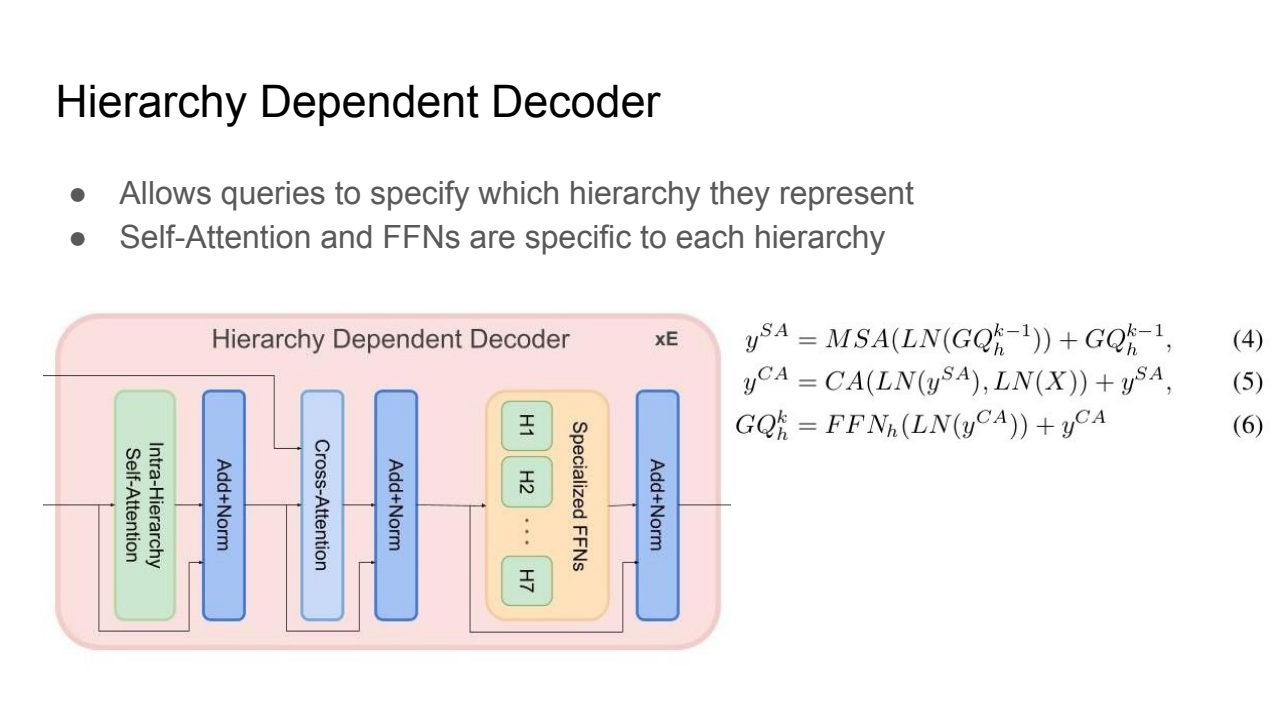 Hierarchy Dependent Decoder
● Allows queries to specify which hierarchy they represent
● Self-Attention and FFNs are specific to each hierarchy
Hierarchy Dependent Decoder xE
Intra-Hierarchy
Self-Attention
Add+Norm
Cross-Attention
Add+Norm
H1
H2
...
H7
Specialized FFNs
Add+Norm
$y^{SA} = MSA(LN(GQ_h^{k-1})) + GQ_h^{k-1},$ (4)
$y^{CA} = CA(LN(y^{SA}), LN(X)) + y^{SA},$ (5)
$GQ_h^k = FFN_h(LN(y^{CA})) + y^{CA}$ (6)